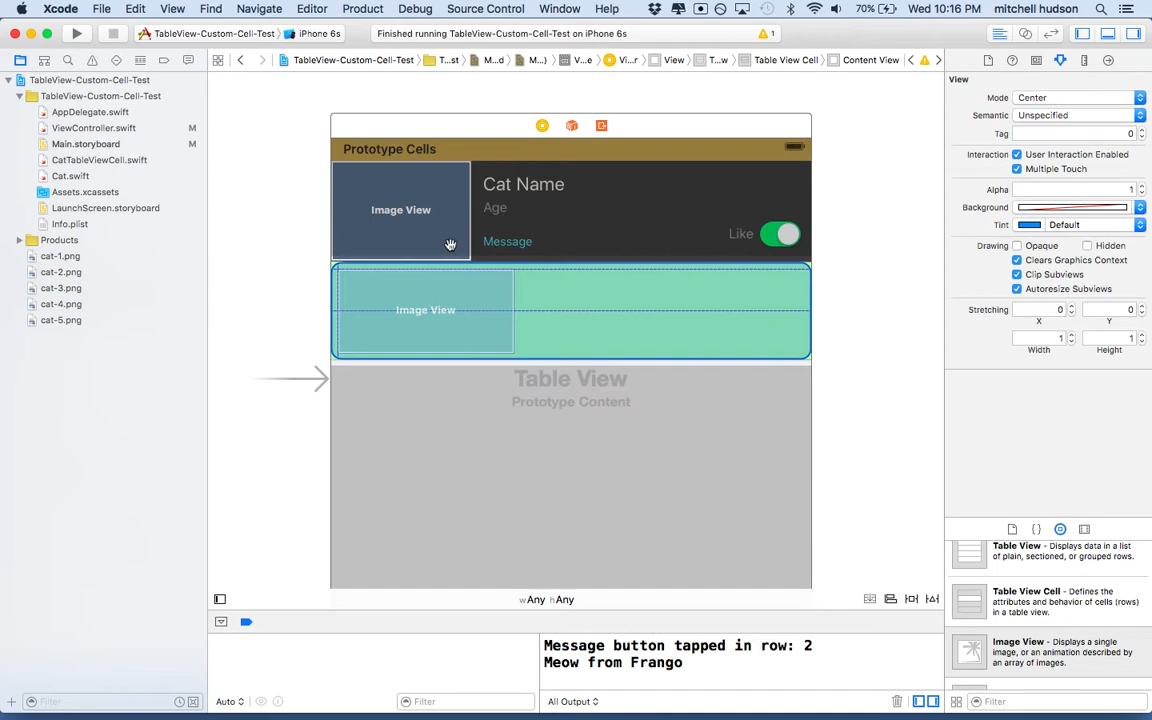 Xcode File Edit View Find Navigate Editor Product Debug Source Control Window Help 70% Wed 10:16 PM mitchell hudson
TableView-Custom-Cell-Test iPhone 6s Finished running TableView-Custom-Cell-Test on iPhone 6s 1
TableView-Custom-Cell-Test T...st M...d M...) V...e Vi...r View T...w Table View Cell Content View
TableView-Custom-Cell-Test
TableView-Custom-Cell-Test
AppDelegate.swift
ViewController.swift M
Main.storyboard M
CatTableViewCell.swift
Cat.swift
Assets.xcassets
LaunchScreen.storyboard
Info.plist
Products
cat-1.png
cat-2.png
cat-3.png
cat-4.png
cat-5.png
Filter
Prototype Cells
Image View
Cat Name
Age
Message
Like
Image View
Table View
Prototype Content
wAny hAny
Auto
Filter
Message button tapped in row: 2
Meow from Frango
All Output
View
Mode Center
Semantic Unspecified
Tag 0
Interaction User Interaction Enabled
Multiple Touch
Alpha 1
Background
Tint Default
Drawing Opaque Hidden
Clears Graphics Context
Clip Subviews
Autoresize Subviews
Stretching 0 0
X Y
1 1
Width Height
Table View - Displays data in a list
of plain, sectioned, or grouped rows.
Table View Cell - Defines the
attributes and behavior of cells (rows)
in a table view.
Image View - Displays a single
image, or an animation described by
an array of images.
Filter